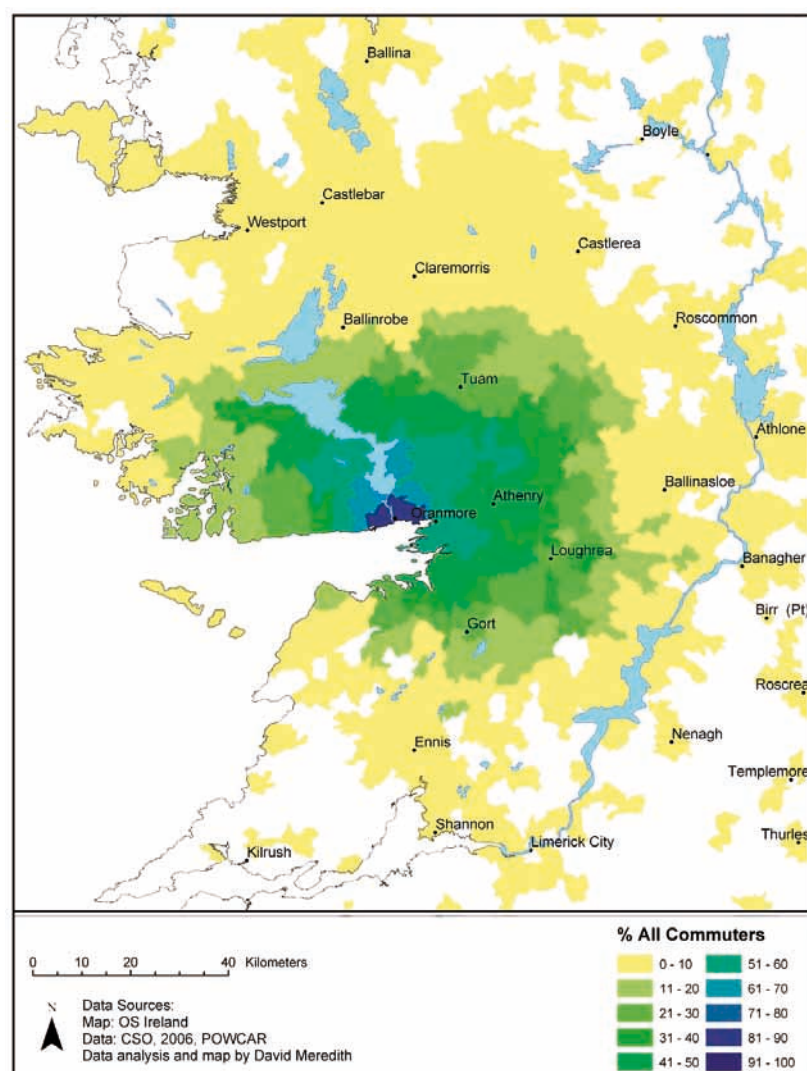 Ballina
Boyle
Castlebar
Westport
Castlerea
Claremorris
Ballinrobe
Roscommon
Tuam
Athlone
Ballinasloe
Athenry
Oranmore
Loughrea
Banagher
Birr (Pt)
Gort
Roscrea
Ennis
Nenagh
Templemore
Shannon
Limerick City
Thurles
Kilrush
0 10 20 40 Kilometers
N
Data Sources:
Map: OS Ireland
Data: CSO, 2006, POWCAR
Data analysis and map by David Meredith
% All Commuters
0 - 10
11 - 20
21 - 30
31 - 40
41 - 50
51 - 60
61 - 70
71 - 80
81 - 90
91 - 100